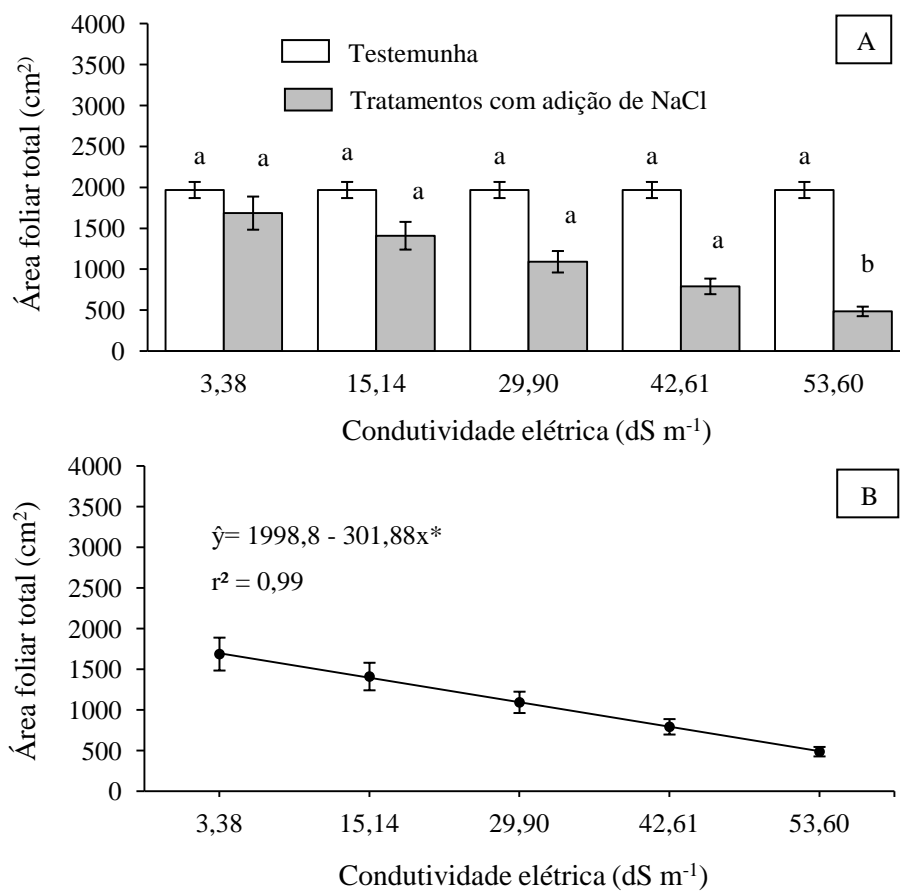 A
Testemunha
Tratamentos com adição de NaCl
Área foliar total (cm²)
4000
3500
3000
2500
2000
1500
1000
500
0
a a a a a a a a a b
3,38 15,14 29,90 42,61 53,60
Condutividade elétrica (dS m⁻¹)
B
ŷ= 1998,8 - 301,88x*
r² = 0,99
Área foliar total (cm²)
4000
3500
3000
2500
2000
1500
1000
500
0
3,38 15,14 29,90 42,61 53,60
Condutividade elétrica (dS m⁻¹)